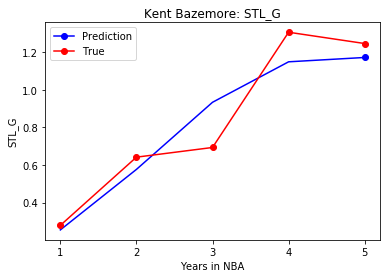 Kent Bazemore: STL_G
Prediction
True
STL_G
1.2
1.0
0.8
0.6
0.4
1 2 3 4 5
Years in NBA